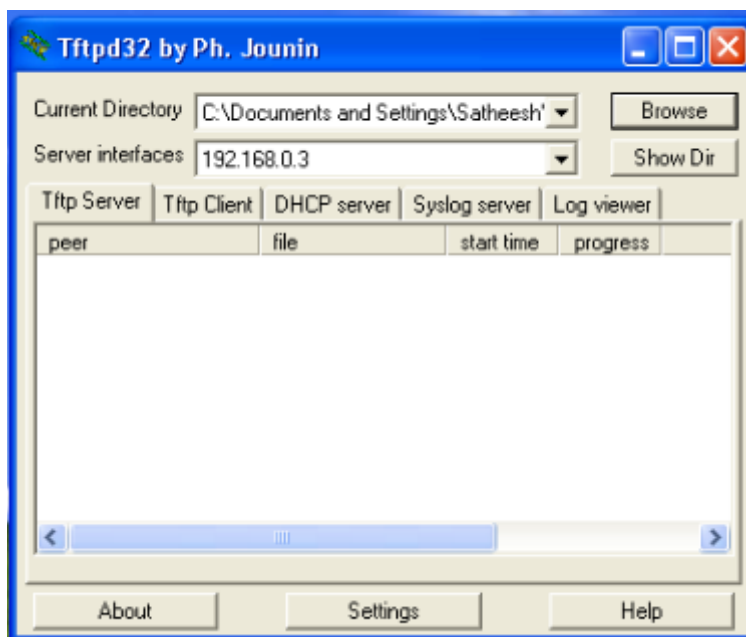 Tftpd32 by Ph. Jounin
Current Directory C:\Documents and Settings\Satheesh' Browse
Server interfaces 192.168.0.3 Show Dir
Tftp Server Tftp Client DHCP server Syslog server Log viewer
peer file start time progress
About Settings Help